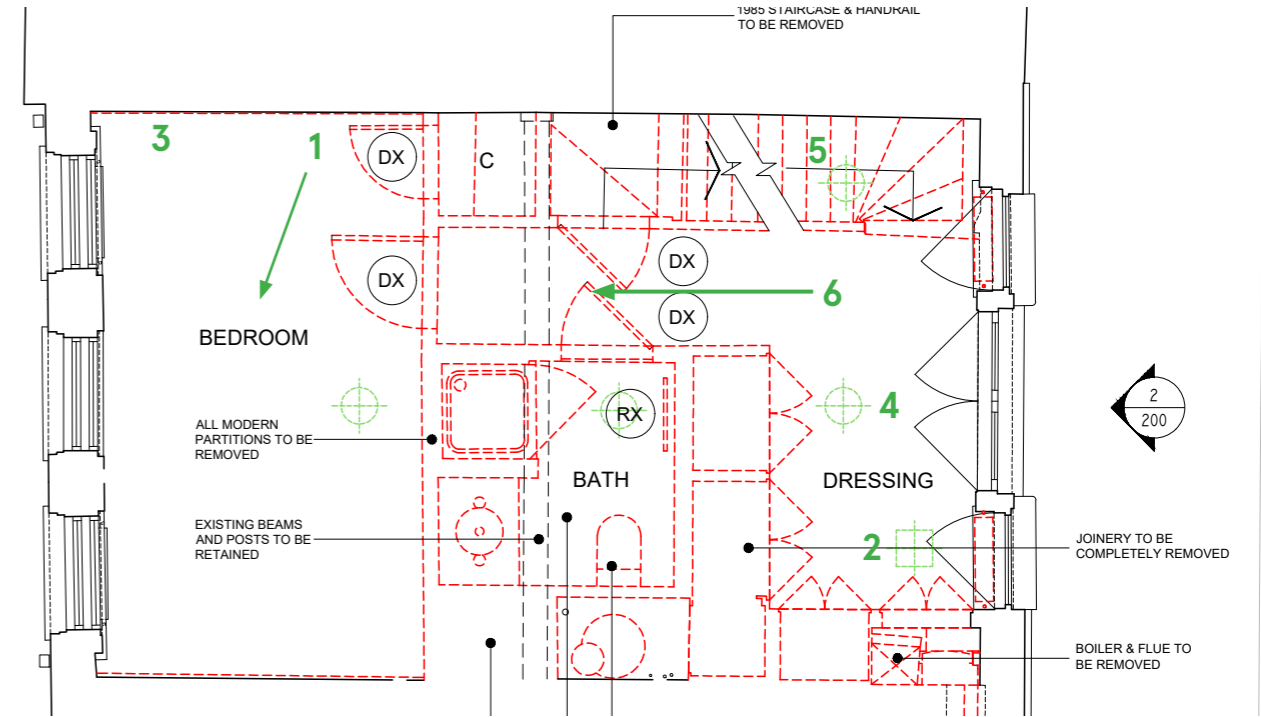 1985 STAIRCASE & HANDRAIL
TO BE REMOVED
3
1
DX
C
5
DX
DX
6
DX
BEDROOM
2
200
4
RX
ALL MODERN
PARTITIONS TO BE
REMOVED
BATH
DRESSING
EXISTING BEAMS
AND POSTS TO BE
RETAINED
2
JOINERY TO BE
COMPLETELY REMOVED
BOILER & FLUE TO
BE REMOVED